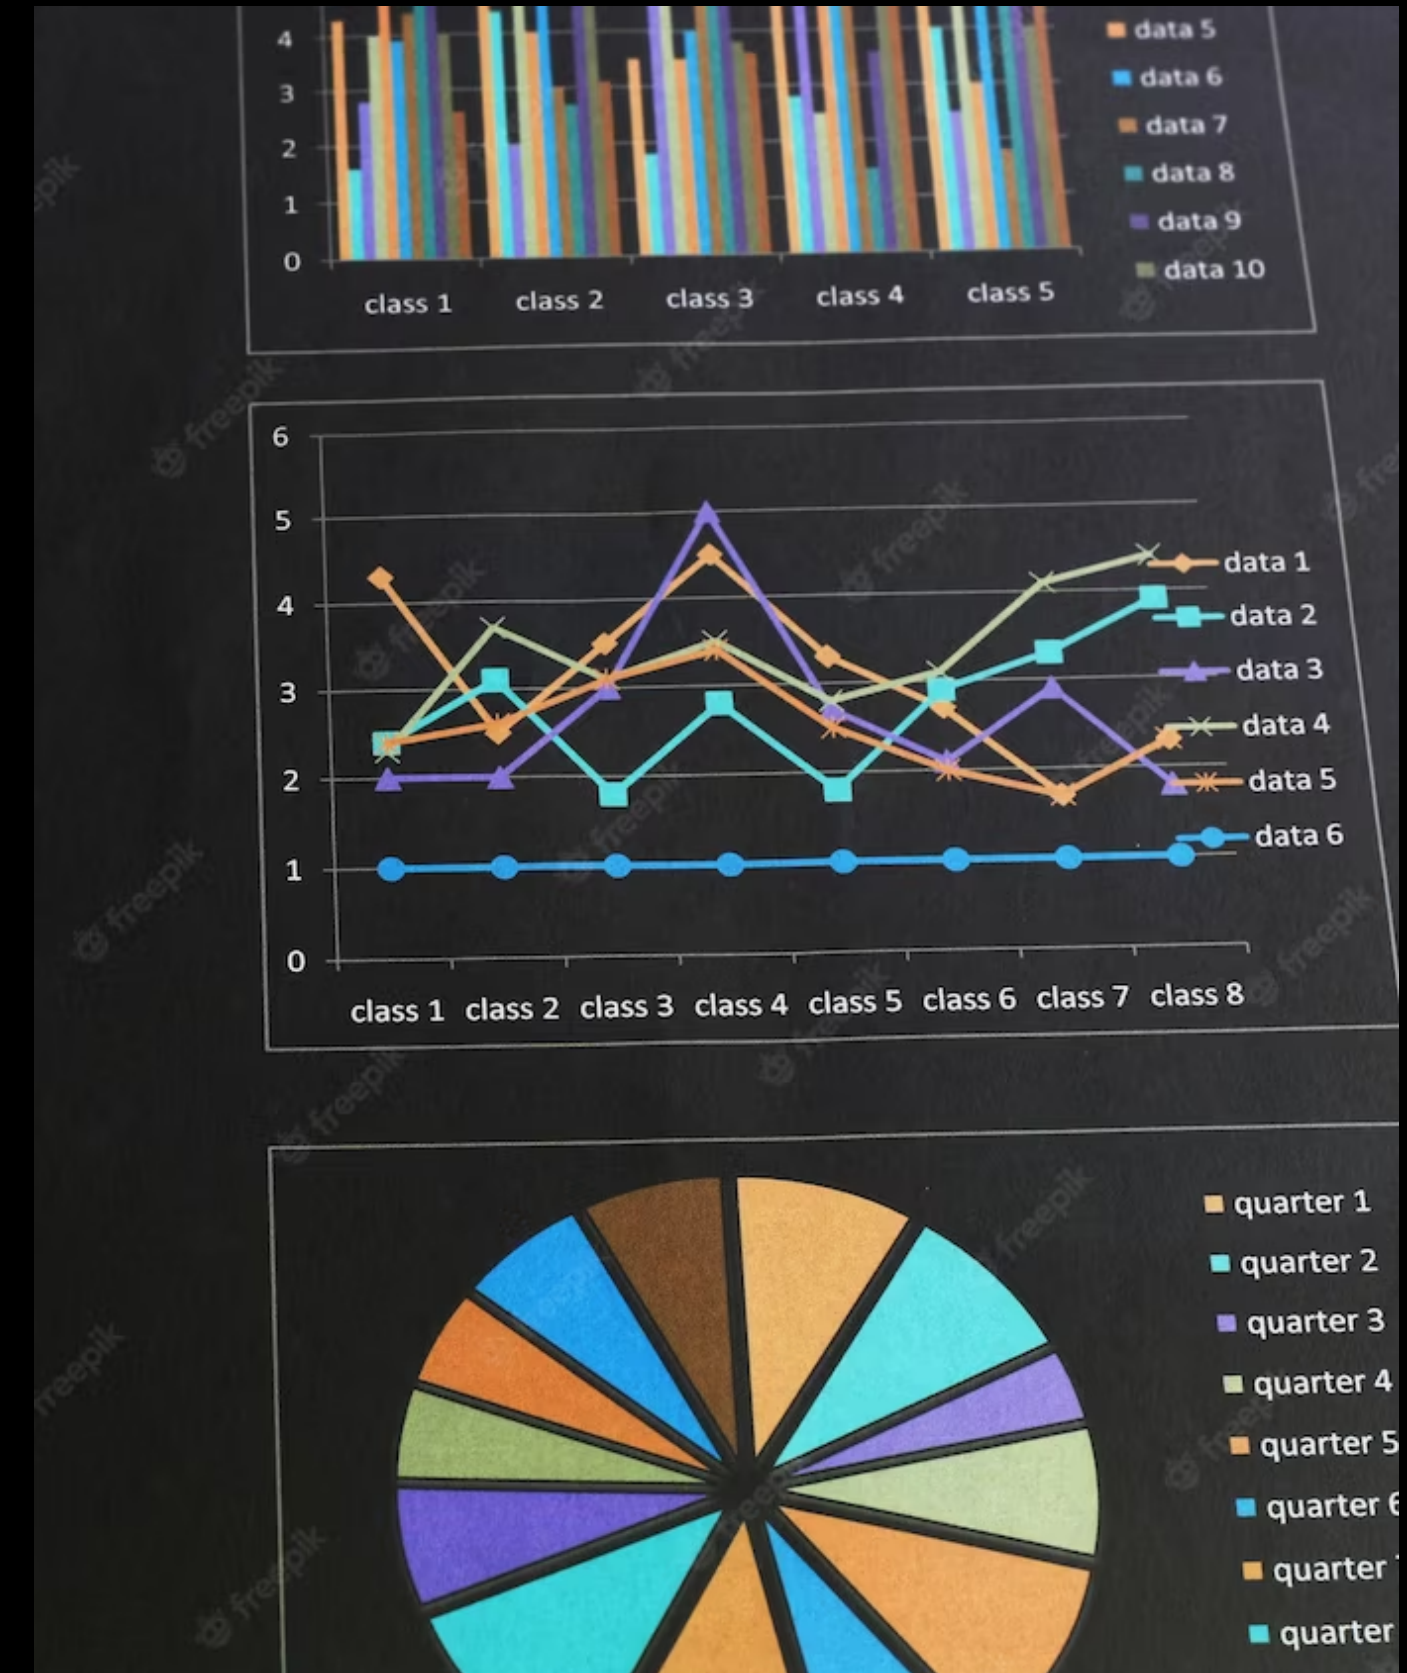 4
3
2
1
0
class 1 class 2 class 3 class 4 class 5
data 5
data 6
data 7
data 8
data 9
data 10
6
5
4
3
2
1
0
class 1 class 2 class 3 class 4 class 5 class 6 class 7 class 8
data 1
data 2
data 3
data 4
data 5
data 6
quarter 1
quarter 2
quarter 3
quarter 4
quarter 5
quarter 6
quarter
quarter
freepik